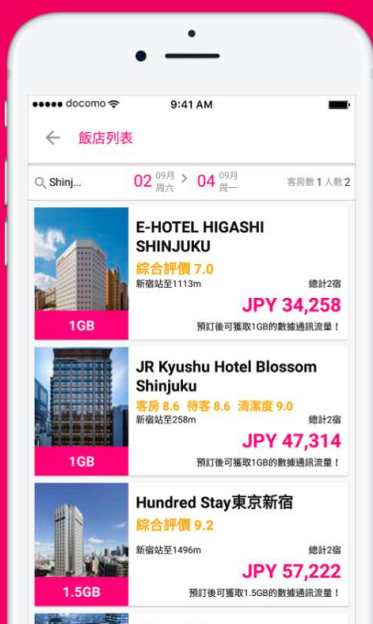 docomo 9:41 AM
飯店列表
Shinj... 02 09月 周六 > 04 09月 周一 客房數 1 人數 2
E-HOTEL HIGASHI
SHINJUKU
綜合評價 7.0
新宿站至1113m 總計2宿
JPY 34,258
1GB
預訂後可獲取1GB的數據通訊流量！
JR Kyushu Hotel Blossom
Shinjuku
客房 8.6 待客 8.6 清潔度 9.0
新宿站至258m 總計2宿
JPY 47,314
1GB
預訂後可獲取1GB的數據通訊流量！
Hundred Stay東京新宿
綜合評價 9.2
新宿站至1496m 總計2宿
JPY 57,222
1.5GB
預訂後可獲取1.5GB的數據通訊流量！